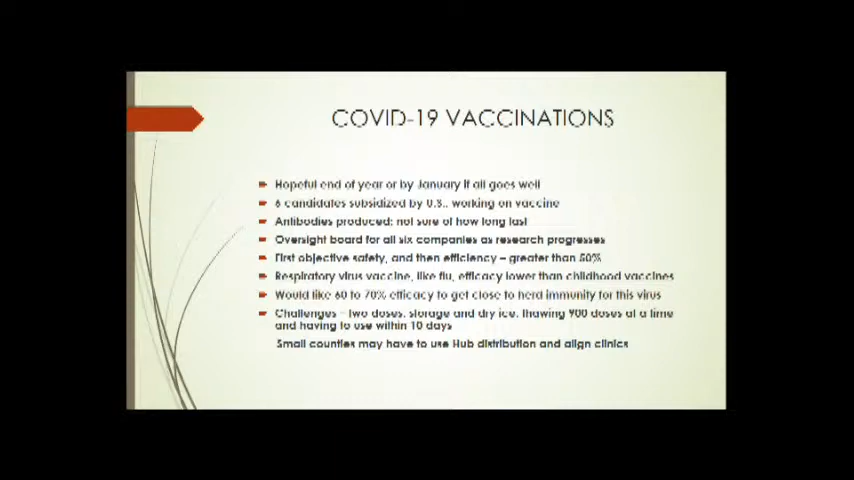 COVID-19 VACCINATIONS
Hopeful end of year or by January if all goes well
6 candidates subsidized by U.S., working on vaccine
Antibodies produced; not sure of how long last
Oversight board for all six companies as research progresses
First objective safety, and then efficiency – greater than 50%
Respiratory virus vaccine, like flu, efficacy lower than childhood vaccines
Would like 60 to 70% efficacy to get close to herd immunity for this virus
Challenges – two doses, storage and dry ice, thawing 900 doses at a time
and having to use within 10 days
Small counties may have to use Hub distribution and align clinics